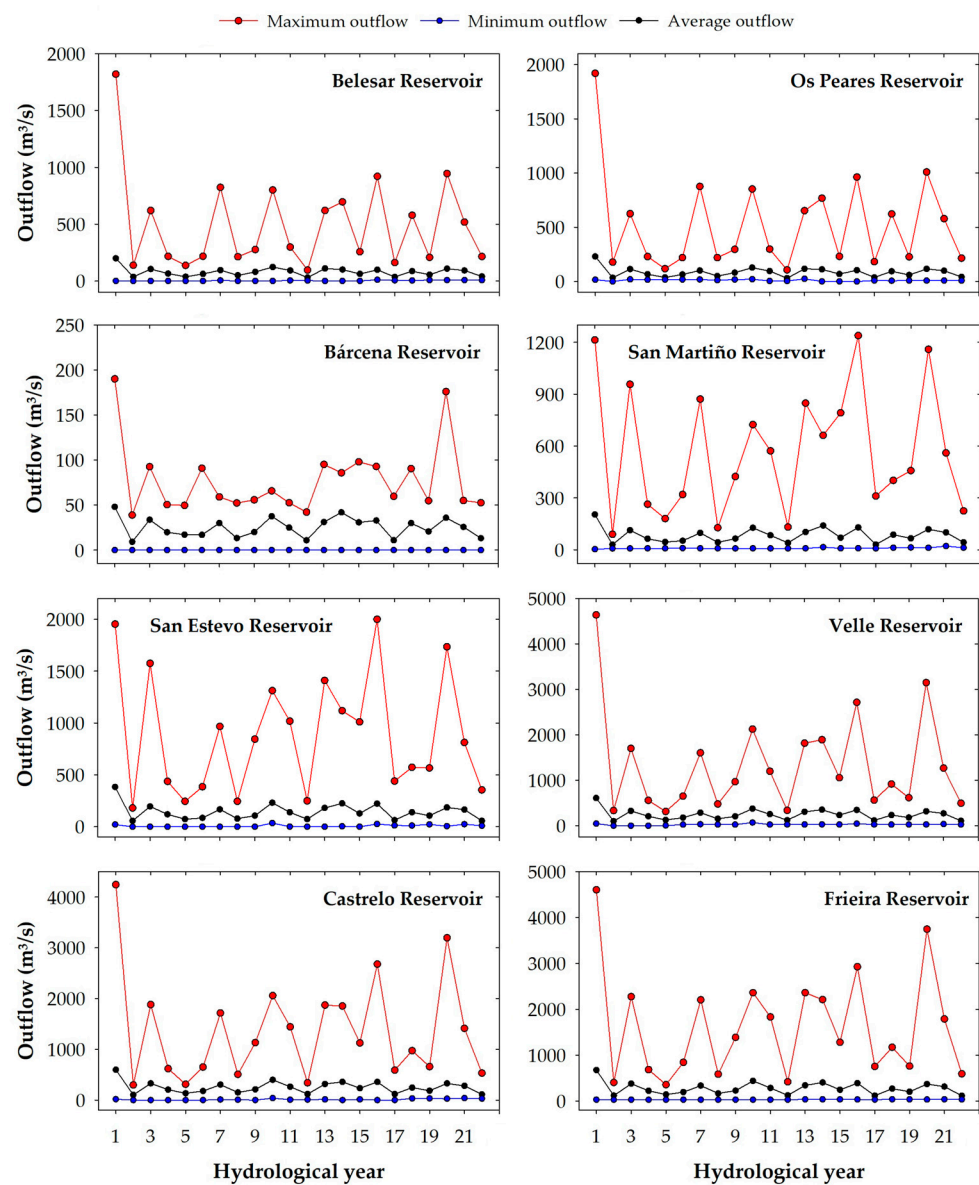 Maximum outflow Minimum outflow Average outflow
Belesar Reservoir
Outflow (m³/s)
2000
1500
1000
500
0
Os Peares Reservoir
2000
1500
1000
500
0
Bárcena Reservoir
Outflow (m³/s)
250
200
150
100
50
0
San Martiño Reservoir
1200
900
600
300
0
San Estevo Reservoir
Outflow (m³/s)
2000
1500
1000
500
0
Velle Reservoir
5000
4000
3000
2000
1000
0
Castrelo Reservoir
Outflow (m³/s)
4000
3000
2000
1000
0
1 3 5 7 9 11 13 15 17 19 21
Hydrological year
Frieira Reservoir
5000
4000
3000
2000
1000
0
1 3 5 7 9 11 13 15 17 19 21
Hydrological year